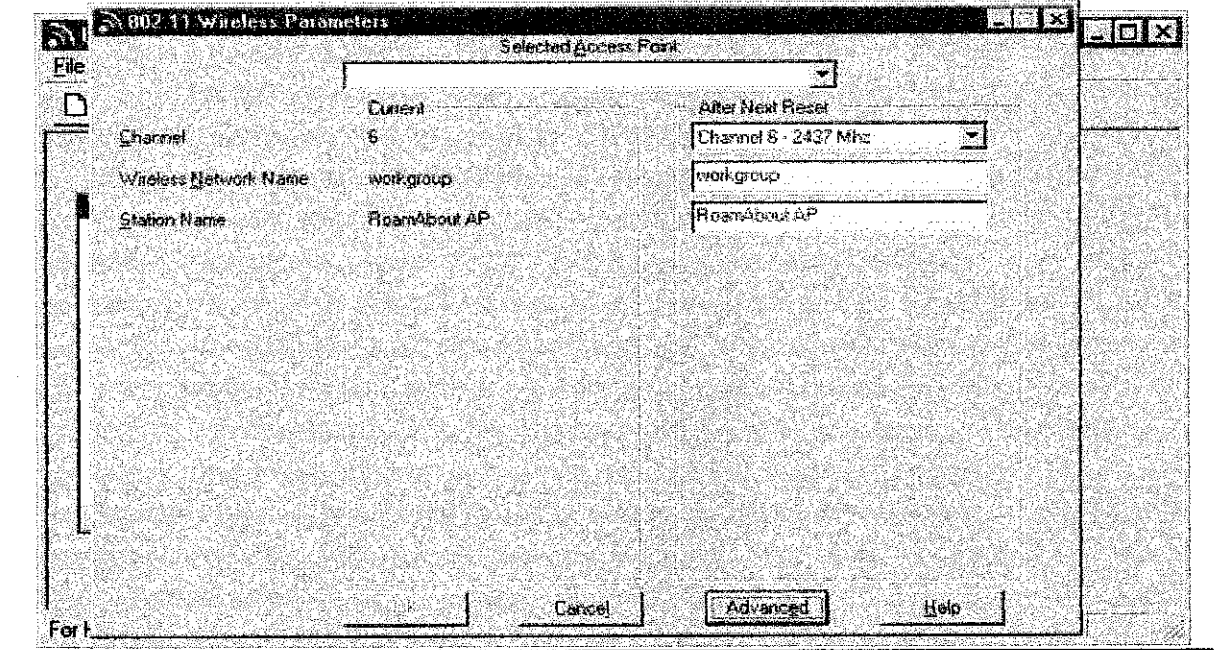 802.11 Wireless Parameters
Selected Access Point:
File
Current
After Next Reset
Channel
6
Channel 6 - 2437 Mhz
Wireless Network Name
workgroup
workgroup
Station Name
RoamAbout AP
RoamAbout AP
Cancel
Advanced
Help
For H